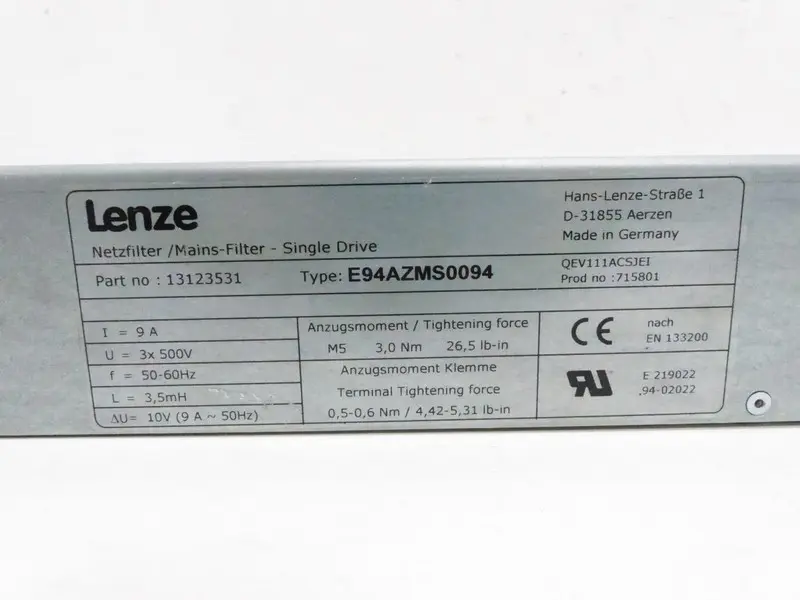 Lenze
Hans-Lenze-Straße 1
D-31855 Aerzen
Made in Germany
Netzfilter /Mains-Filter - Single Drive
Part no : 13123531
Type: E94AZMS0094
QEV111ACSJEI
Prod no :715801
I = 9 A
U = 3x 500V
f = 50-60Hz
L = 3,5mH
ΔU= 10V (9 A ~ 50Hz)
Anzugsmoment / Tightening force
M5 3,0 Nm 26,5 lb-in
Anzugsmoment Klemme
Terminal Tightening force
0,5-0,6 Nm / 4,42-5,31 lb-in
CE
nach
EN 133200
RU
E 219022
.94-02022